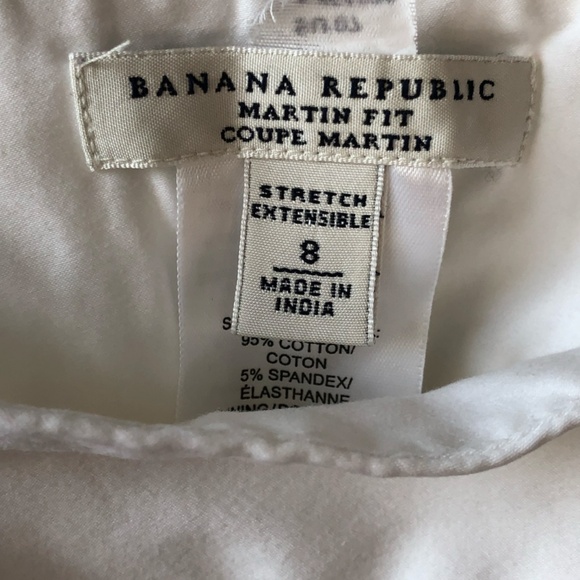 BANANA REPUBLIC
MARTIN FIT
COUPE MARTIN
STRETCH
EXTENSIBLE
8
MADE IN
INDIA
95% COTTON/
COTON
5% SPANDEX/
ÉLASTHANNE